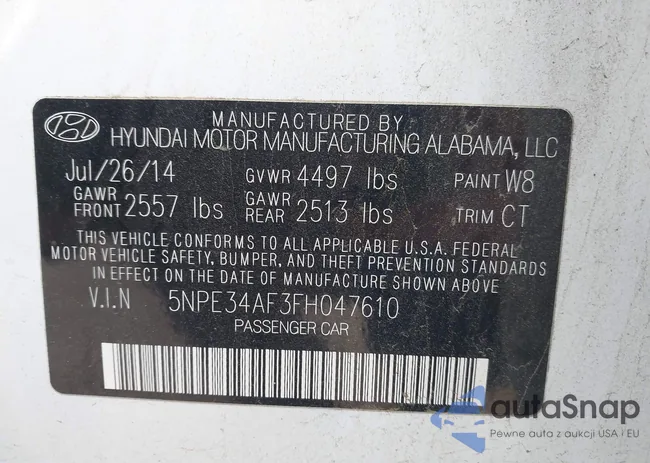 MANUFACTURED BY
HYUNDAI MOTOR MANUFACTURING ALABAMA, LLC
Jul/26/14 GVWR 4497 lbs PAINT W8
GAWR FRONT 2557 lbs GAWR REAR 2513 lbs TRIM CT
THIS VEHICLE CONFORMS TO ALL APPLICABLE U.S.A. FEDERAL
MOTOR VEHICLE SAFETY, BUMPER, AND THEFT PREVENTION STANDARDS
IN EFFECT ON THE DATE OF MANUFACTURE SHOWN ABOVE.
V.I.N 5NPE34AF3FH047610
PASSENGER CAR
autaSnap
Pewne auta z aukcji USA i EU